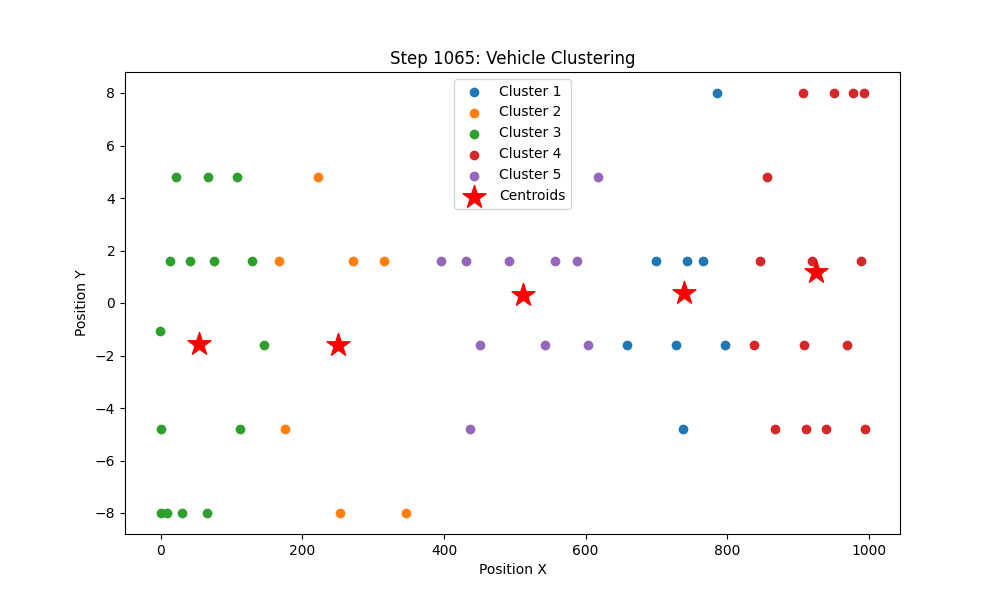 Step 1065: Vehicle Clustering
Cluster 1
Cluster 2
Cluster 3
Cluster 4
Cluster 5
Centroids
Position Y
8
6
4
2
0
−2
−4
−6
−8
0
200
400
600
800
1000
Position X